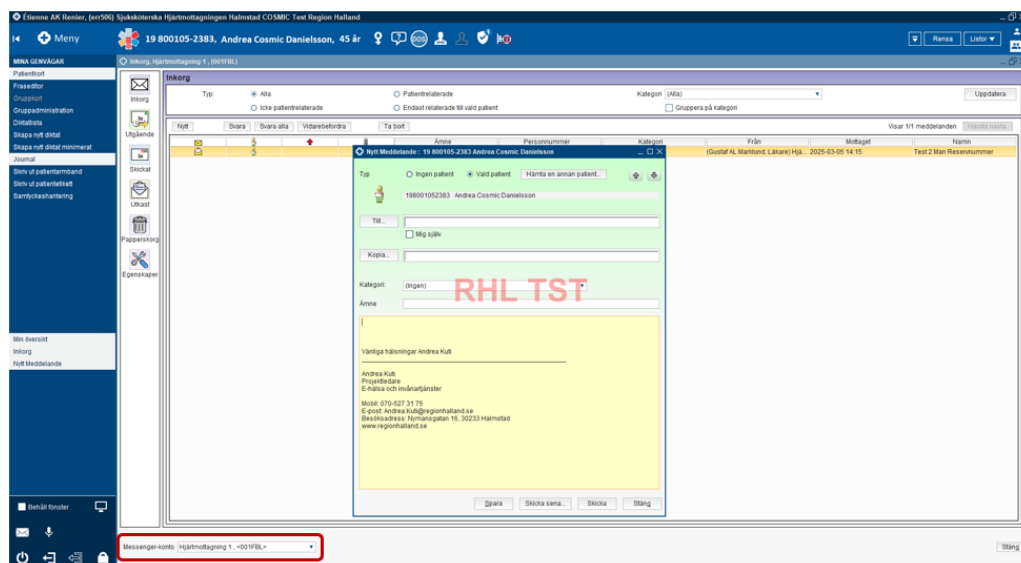 Étienne AK Renier, (err506) Sjuksköterska Hjärtmottagningen Halmstad COSMIC Test Region Halland
Meny
19 800105-2383, Andrea Cosmic Danielsson, 45 år
Rensa
Listor
MINA GENVÄGAR
Patientkort
Fraseditor
Gruppkort
Gruppadministration
Diktatlista
Skapa nytt diktat
Skapa nytt diktat minimerat
Journal
Skriv ut patientarmband
Skriv ut patientetikett
Samtyckeshantering
Min översikt
Inkorg
Nytt Meddelande
Behåll fönster
Inkorg, Hjärtmottagning 1 , (001FBL)
Inkorg
Utgående
Skickat
Utkast
Papperskorg
Egenskaper
Inkorg
Typ:
Alla
Patientrelaterade
Kategori (Alla)
Uppdatera
Icke patientrelaterade
Endast relaterade till vald patient
Gruppera på kategori
Nytt
Svara
Svara alla
Vidarebefordra
Ta bort
Visar 1/1 meddelanden
Hämta nästa
Ämne
Personnummer
Kategori
Från
Mottaget
Namn
(Gustaf AL Marklund, Läkare) Hjä...
2025-03-05 14:15
Test 2 Man Reservnummer
Nytt Meddelande : 19 800105-2383 Andrea Cosmic Danielsson
Typ
Ingen patient
Vald patient
Hämta en annan patient...
198001052383 Andrea Cosmic Danielsson
Till...
Mig själv
Kopia...
Kategori:
(Ingen)
RHL TST
Ämne
Vänliga hälsningar Andrea Kuti
Andrea Kuti
Projektledare
E-hälsa och invånartjänster
Mobil: 070-527 31 75
E-post: Andrea.Kuti@regionhalland.se
Besöksadress: Nymansgatan 16, 30233 Halmstad
www.regionhalland.se
Spara
Skicka sena...
Skicka
Stäng
Messenger-konto
Hjärtmottagning 1 , <001FBL>
Stäng